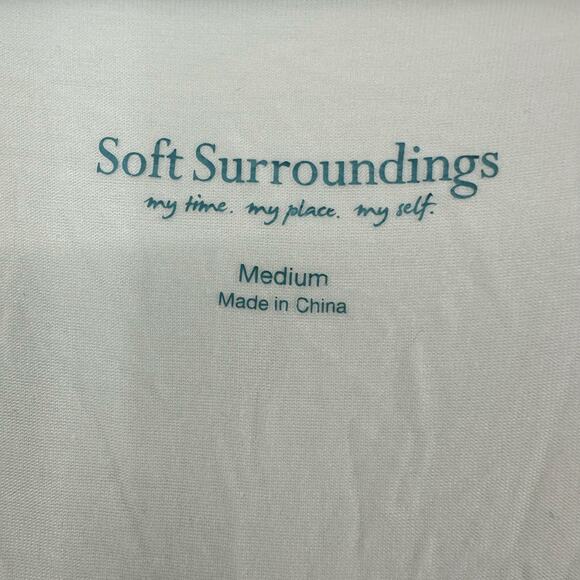 Soft Surroundings
my time. my place. my self.
Medium
Made in China